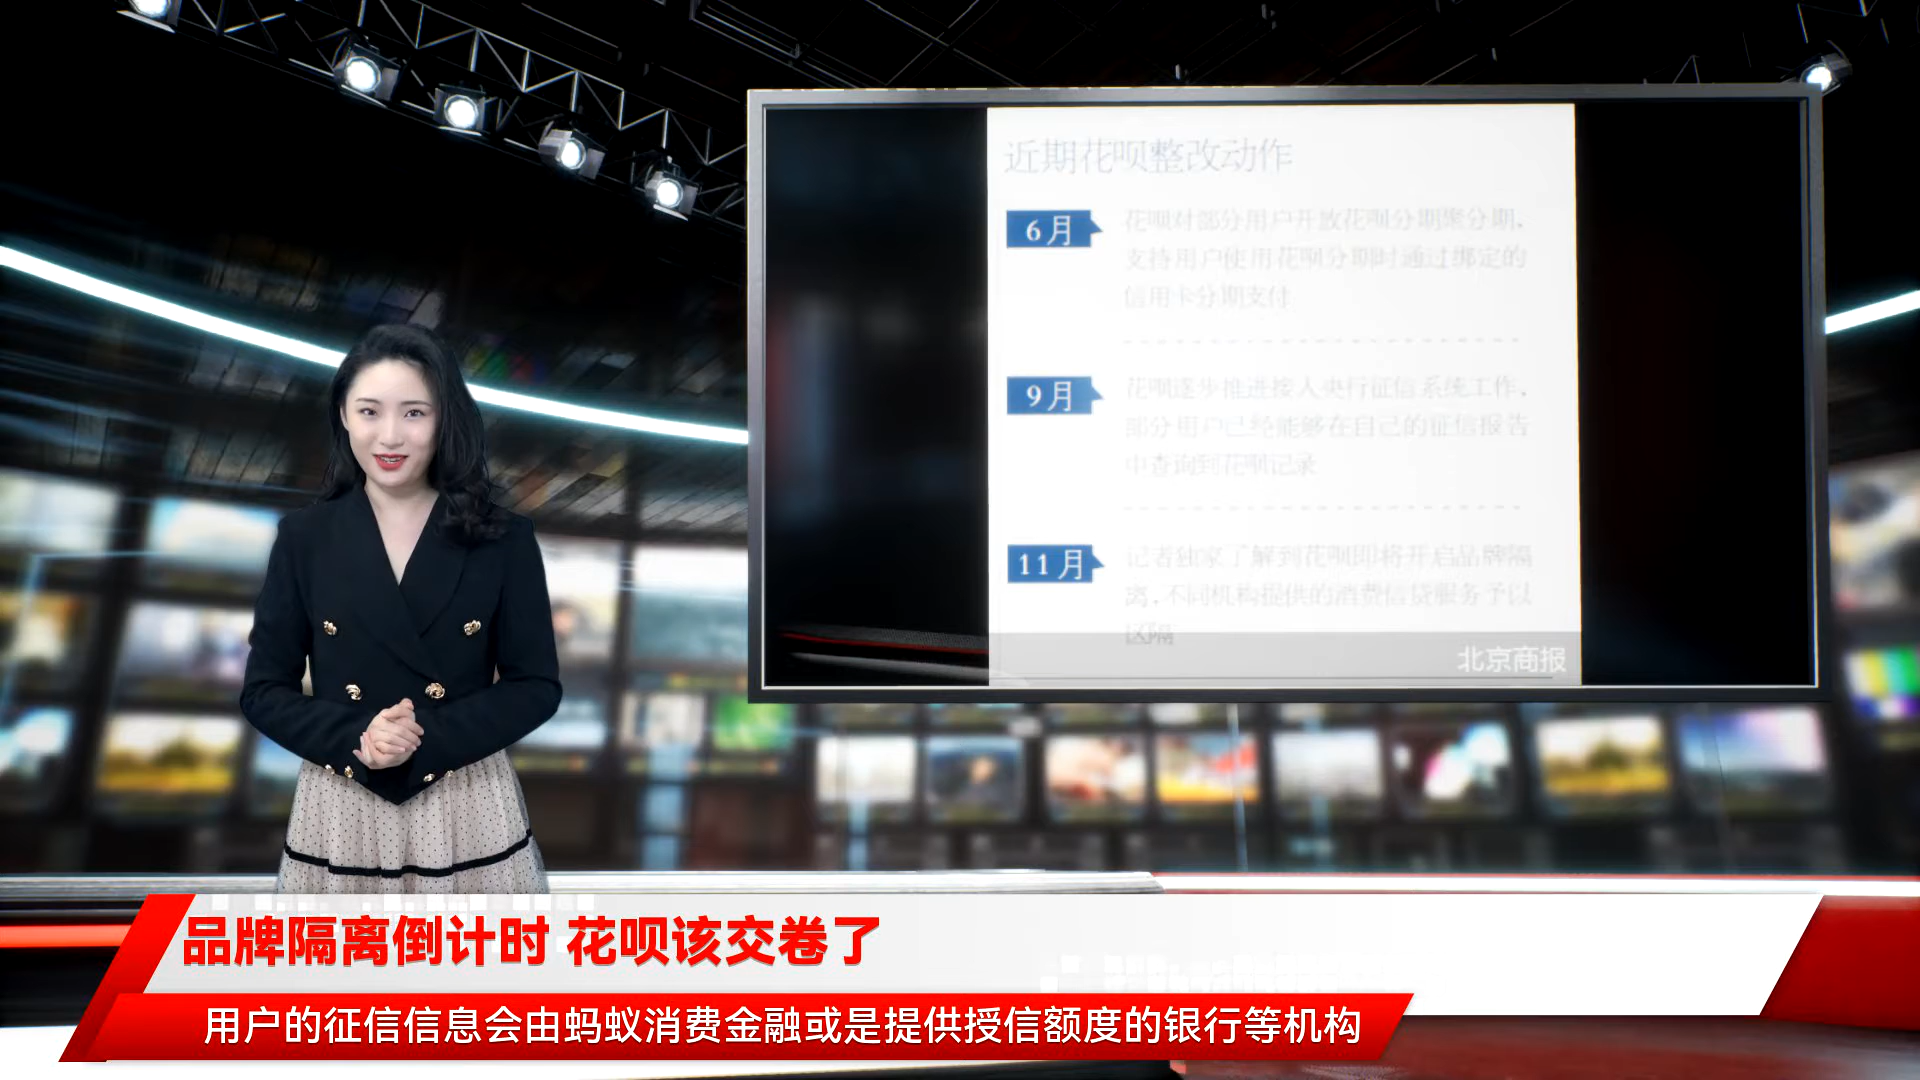 近期花呗整改动作
6月
花呗对部分用户开放花呗分期聚分期，
支持用户使用花呗分期时通过绑定的
信用卡分期支付
9月
花呗逐步推进接入央行征信系统工作，
部分用户已经能够在自己的征信报告
中查询到花呗记录
11月
记者独家了解到花呗即将开启品牌隔
离，不同机构提供的消费信贷服务予以
区隔
北京商报
品牌隔离倒计时 花呗该交卷了
用户的征信信息会由蚂蚁消费金融或是提供授信额度的银行等机构